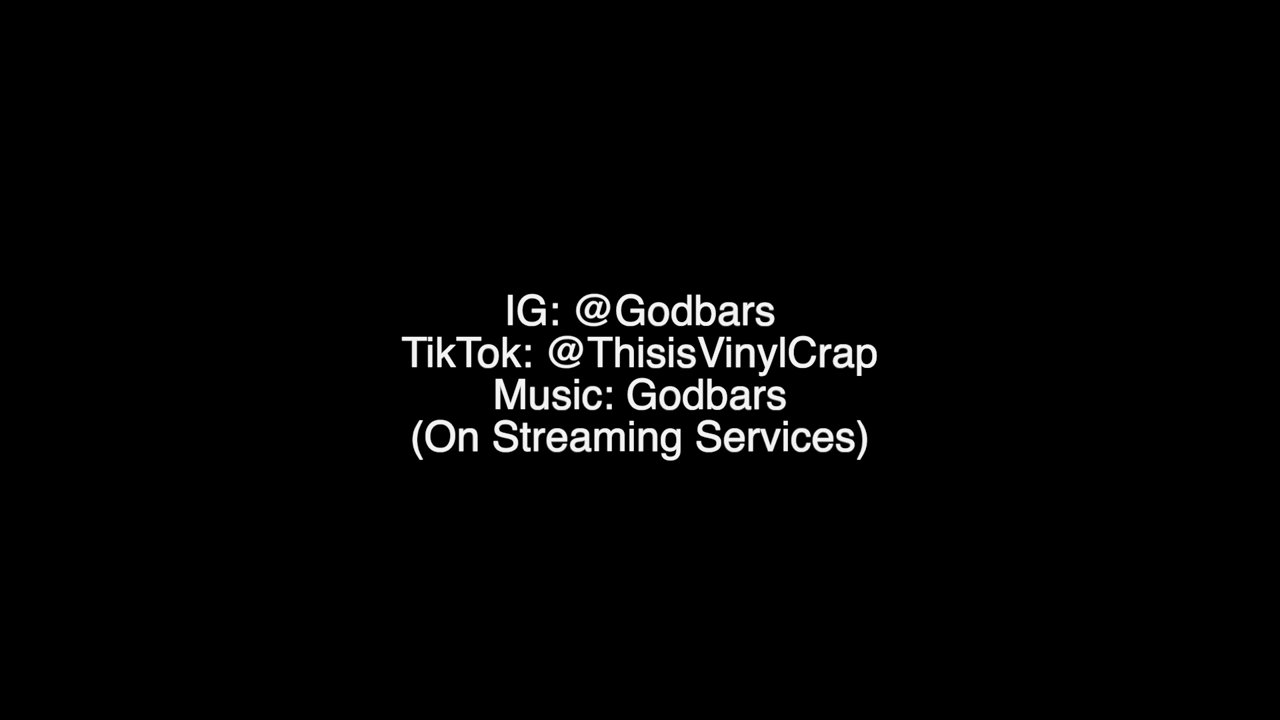 IG: @Godbars
TikTok: @ThisisVinylCrap
Music: Godbars
(On Streaming Services)